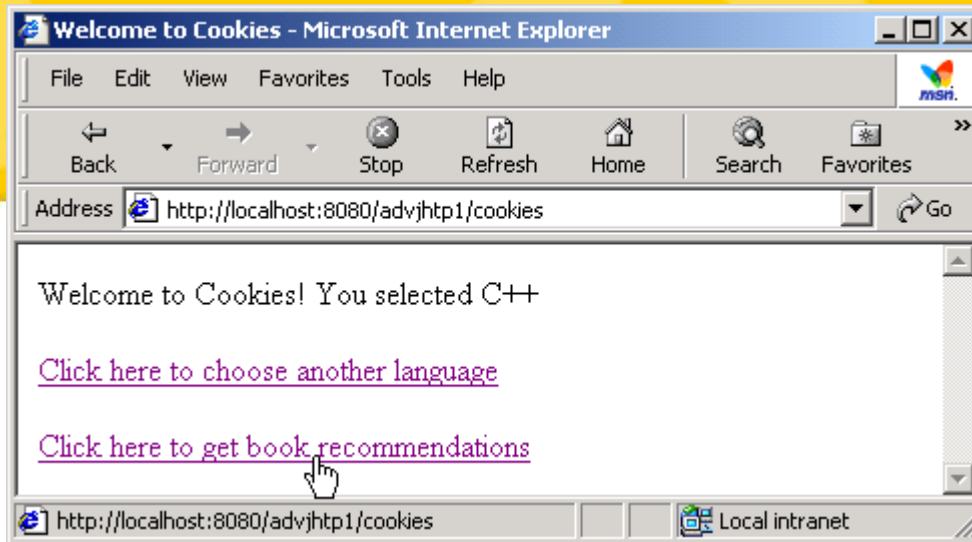 Welcome to Cookies - Microsoft Internet Explorer
File Edit View Favorites Tools Help
msn.
Back Forward Stop Refresh Home Search Favorites »
Address http://localhost:8080/advjhtp1/cookies Go
Welcome to Cookies! You selected C++
Click here to choose another language
Click here to get book recommendations
http://localhost:8080/advjhtp1/cookies Local intranet